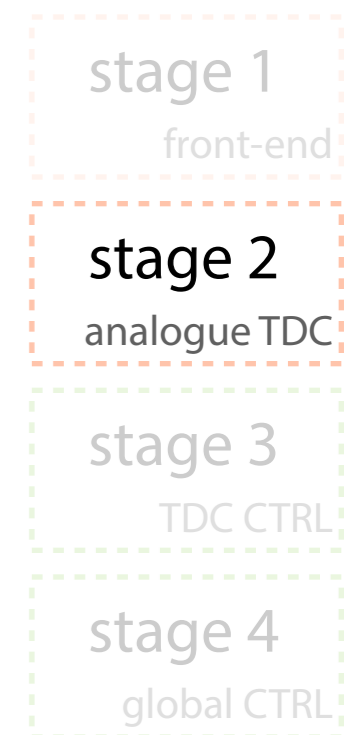 stage 1
front-end
stage 2
analogue TDC
stage 3
TDC CTRL
stage 4
global CTRL